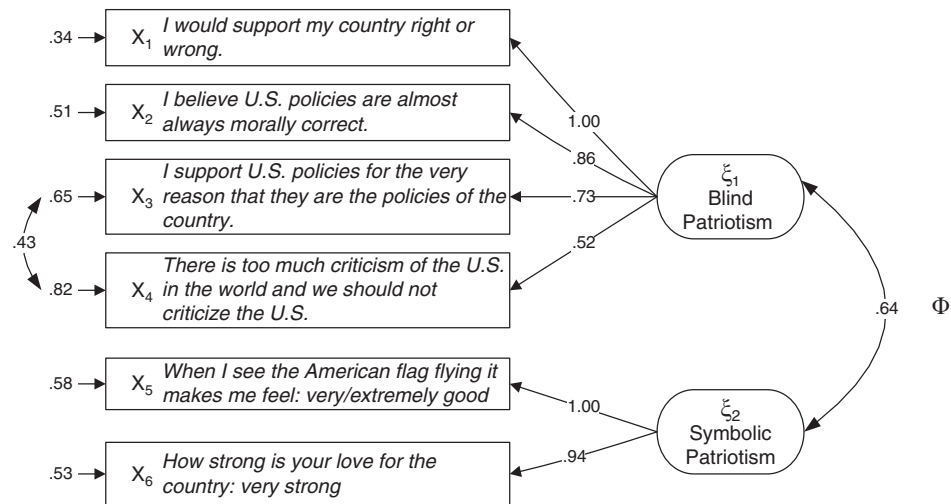 .34 X1 I would support my country right or
wrong.
1.00
.51 X2 I believe U.S. policies are almost
always morally correct.
.86
.65 X3 I support U.S. policies for the very
reason that they are the policies of the
country.
.73
ξ1
Blind
Patriotism
.43
.52
.82 X4 There is too much criticism of the U.S.
in the world and we should not
criticize the U.S.
.64 Φ
.58 X5 When I see the American flag flying it
makes me feel: very/extremely good
1.00
ξ2
Symbolic
Patriotism
.94
.53 X6 How strong is your love for the
country: very strong